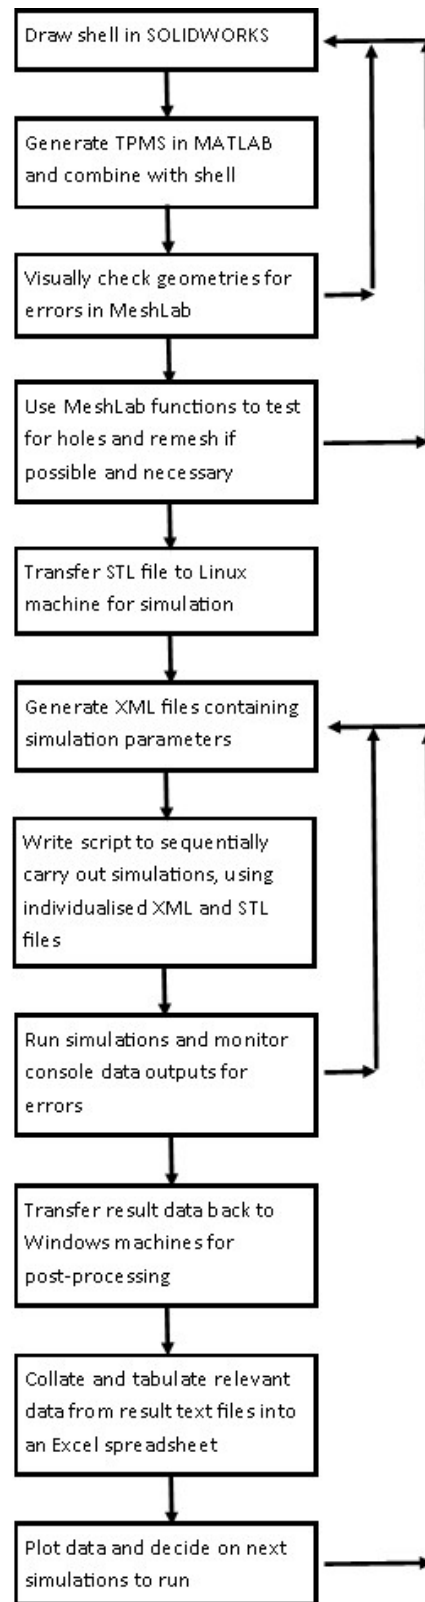 Draw shell in SOLIDWORKS
Generate TPMS in MATLAB
and combine with shell
Visually check geometries for
errors in MeshLab
Use MeshLab functions to test
for holes and remesh if
possible and necessary
Transfer STL file to Linux
machine for simulation
Generate XML files containing
simulation parameters
Write script to sequentially
carry out simulations, using
individualised XML and STL
files
Run simulations and monitor
console data outputs for
errors
Transfer result data back to
Windows machines for
post-processing
Collate and tabulate relevant
data from result text files into
an Excel spreadsheet
Plot data and decide on next
simulations to run